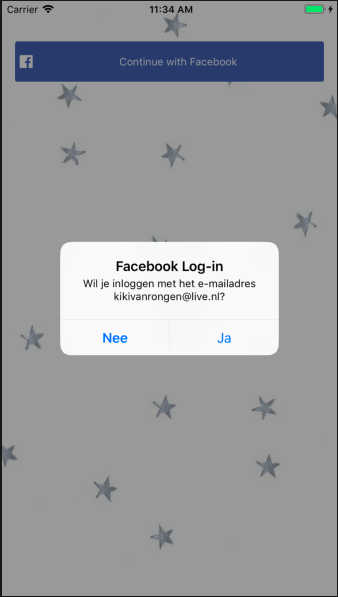 Carrier 11:34 AM
Continue with Facebook
Facebook Log-in
Wil je inloggen met het e-mailadres
kikivanrongen@live.nl?
Nee Ja